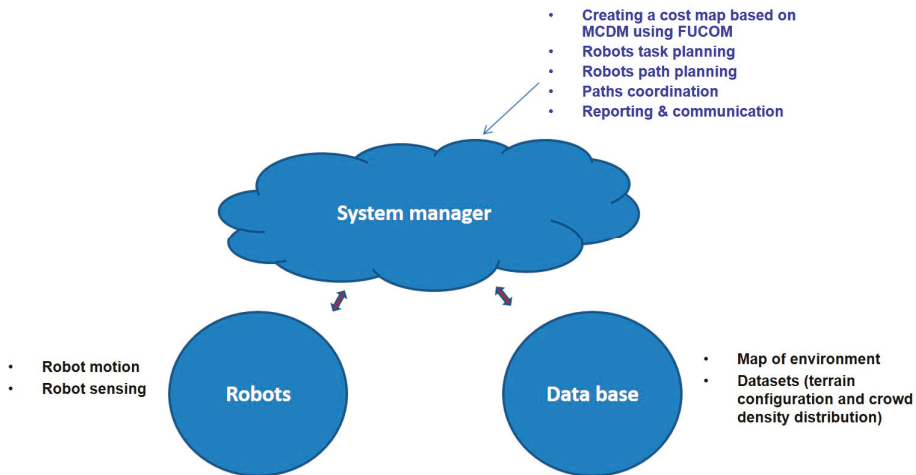 • Creating a cost map based on
MCDM using FUCOM
• Robots task planning
• Robots path planning
• Paths coordination
• Reporting & communication
System manager
• Robot motion
• Robot sensing
Robots
Data base
• Map of environment
• Datasets (terrain
configuration and crowd
density distribution)